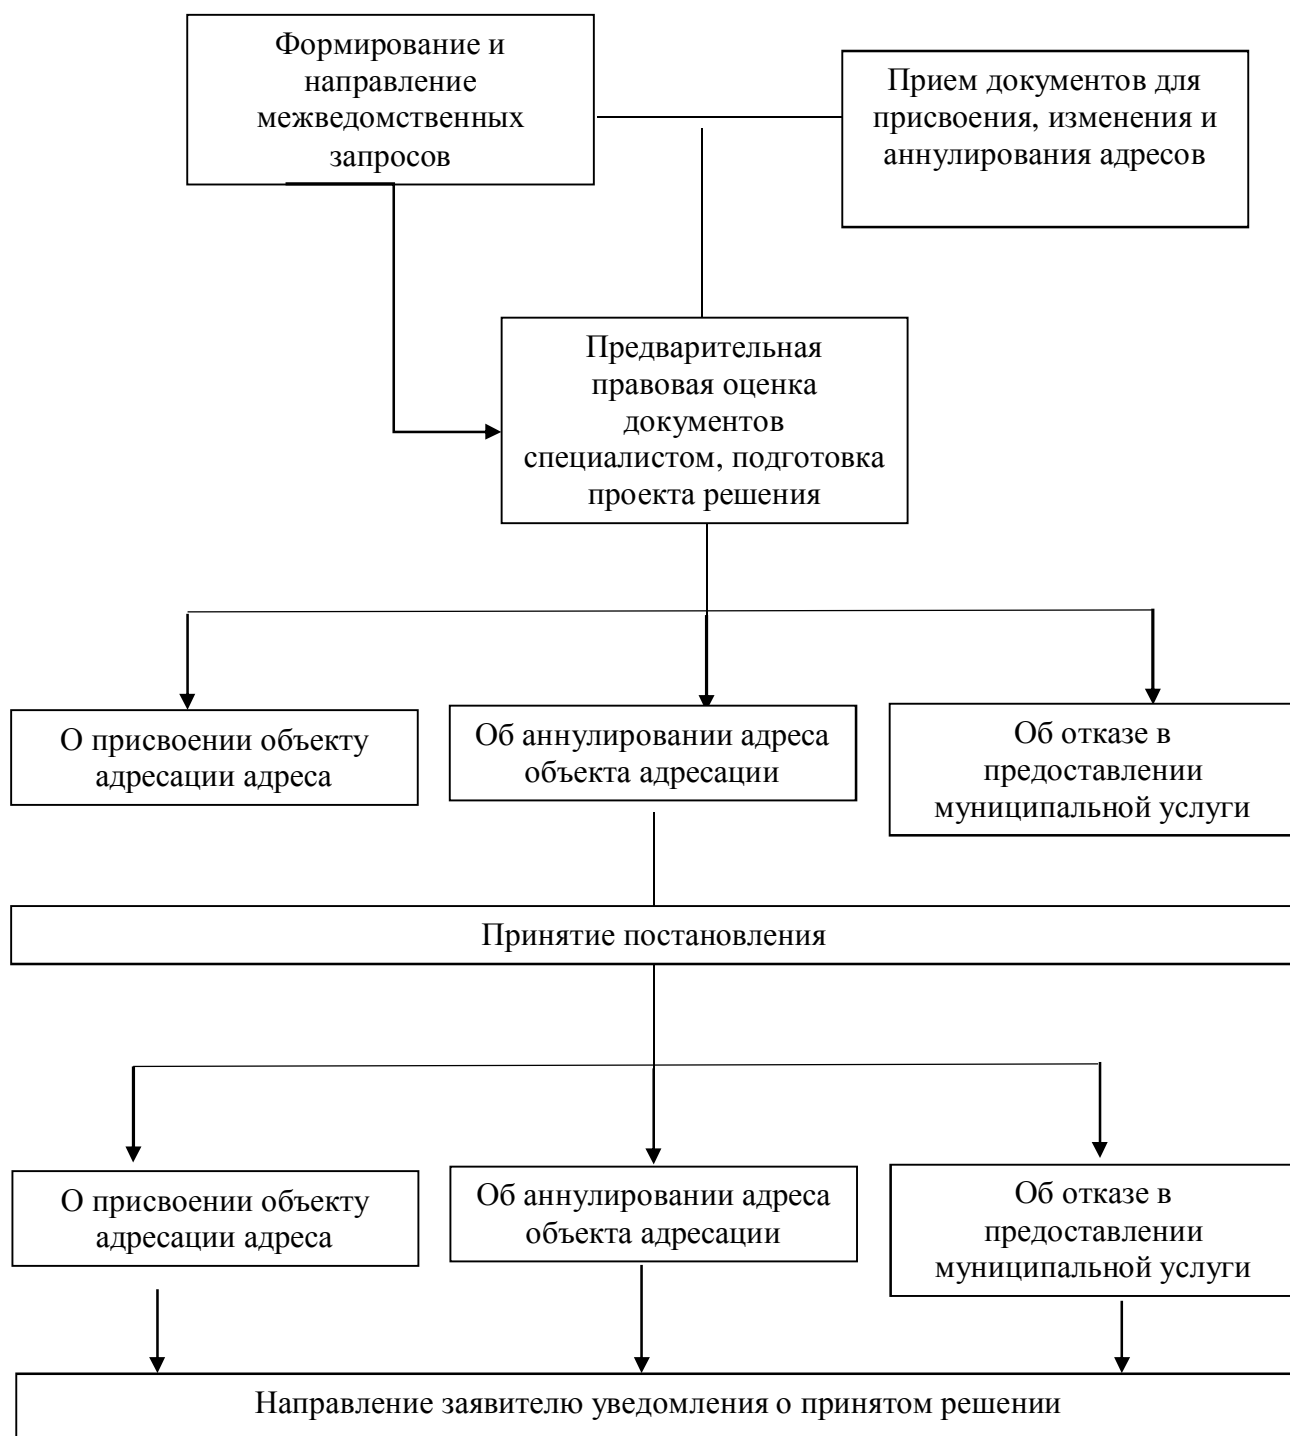 Формирование и
направление
межведомственных
запросов
Прием документов для
присвоения, изменения и
аннулирования адресов
Предварительная
правовая оценка
документов
специалистом, подготовка
проекта решения
О присвоении объекту
адресации адреса
Об аннулировании адреса
объекта адресации
Об отказе в
предоставлении
муниципальной услуги
Принятие постановления
О присвоении объекту
адресации адреса
Об аннулировании адреса
объекта адресации
Об отказе в
предоставлении
муниципальной услуги
Направление заявителю уведомления о принятом решении